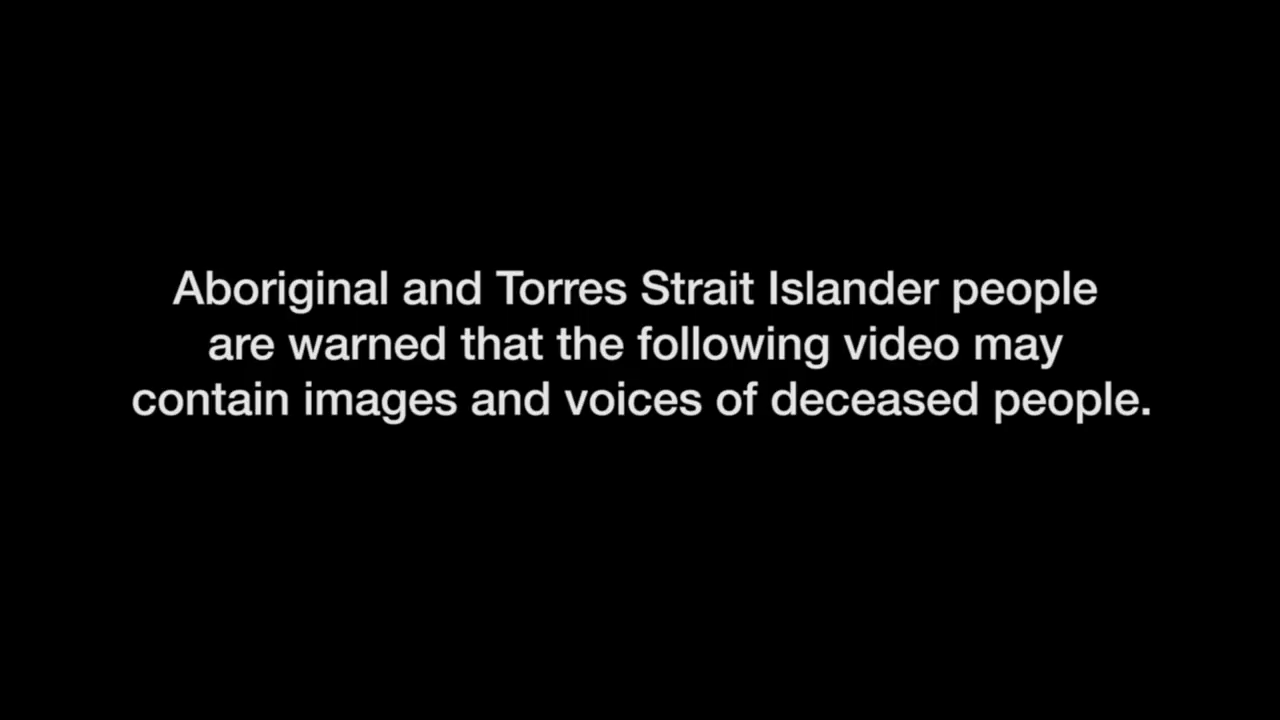 Aboriginal and Torres Strait Islander people
are warned that the following video may
contain images and voices of deceased people.